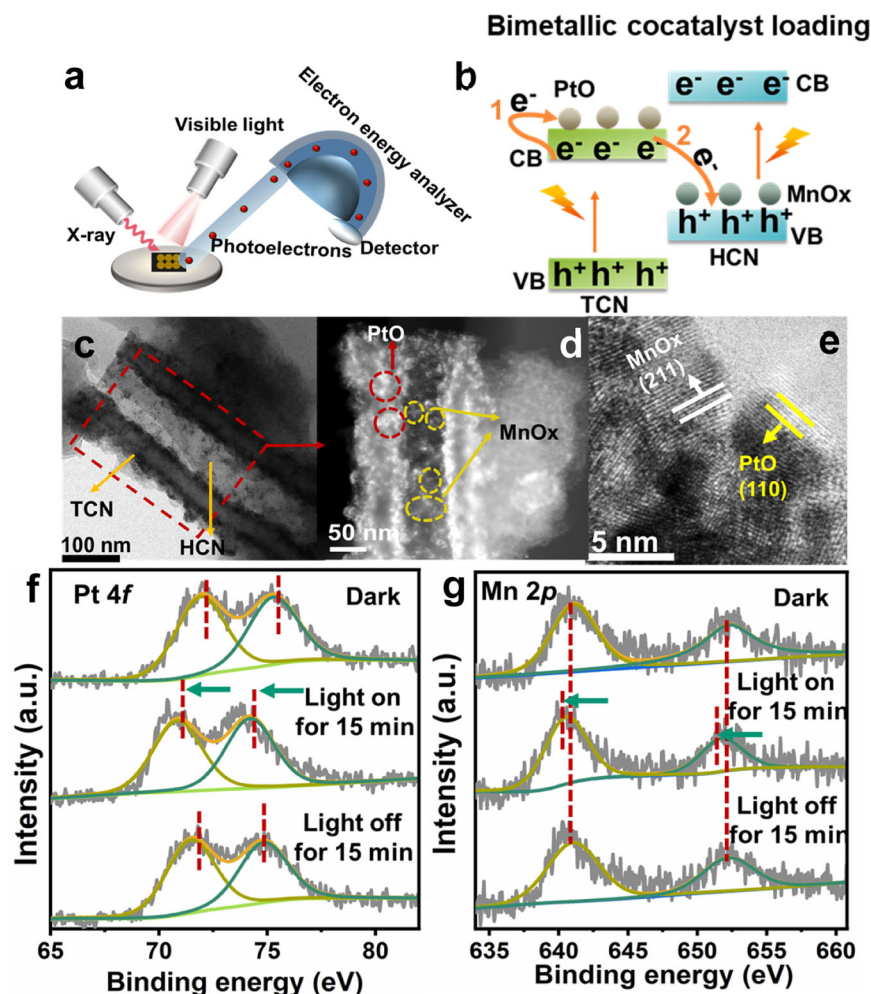 Bimetallic cocatalyst loading
a
Visible light
X-ray
Photoelectrons
Detector
Electron energy analyzer
b
PtO
1
e-
CB
e- e- e-
2
e-
VB
h+ h+ h+
TCN
e- e- e-
CB
MnOx
h+ h+ h+
VB
HCN
c
TCN
HCN
100 nm
d
PtO
MnOx
50 nm
e
MnOx
(211)
PtO
(110)
5 nm
f
Pt 4f
Dark
Light on
for 15 min
Light off
for 15 min
Intensity (a.u.)
65 70 75 80
Binding energy (eV)
g
Mn 2p
Dark
Light on
for 15 min
Light off
for 15 min
Intensity (a.u.)
635 640 645 650 655 660
Binding energy (eV)